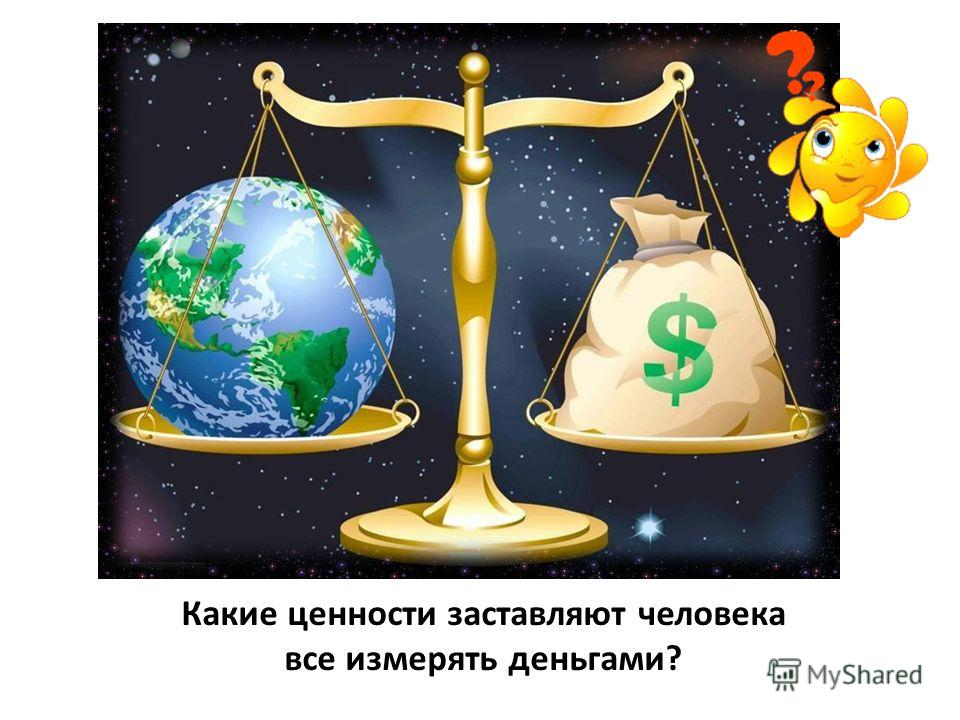 ? ?
$
Какие ценности заставляют человека
все измерять деньгами?
MyShared